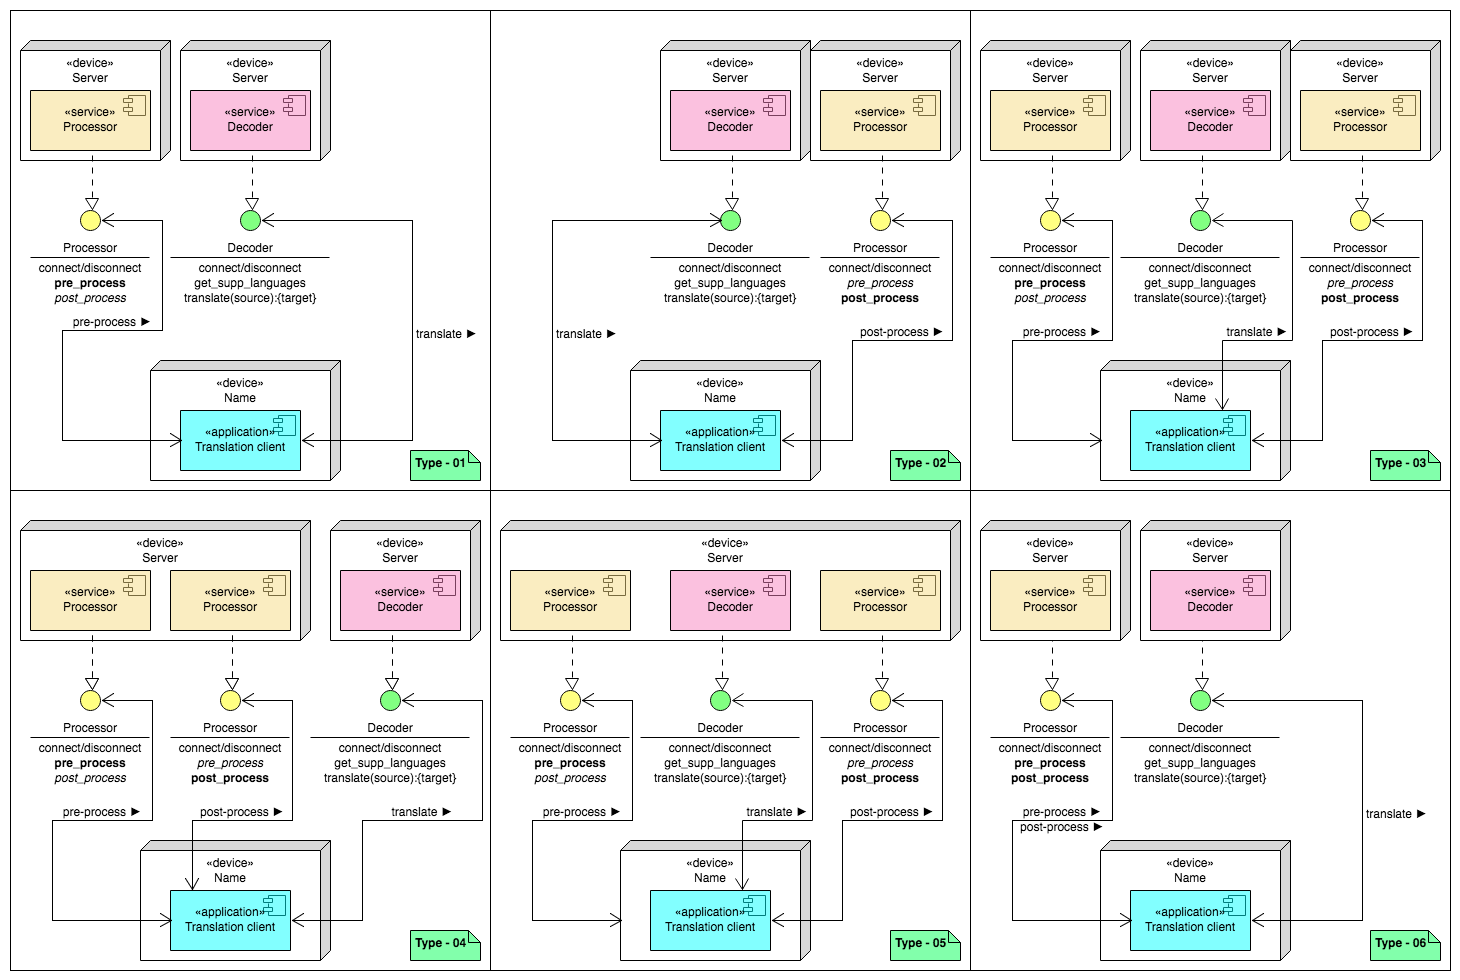 «device»
Server
«service»
Processor
«device»
Server
«service»
Decoder
Processor
connect/disconnect
pre_process
post_process
Decoder
connect/disconnect
get_supp_languages
translate(source):{target}
pre-process ►
translate ►
«device»
Name
«application»
Translation client
Type - 01
«device»
Server
«service»
Decoder
«device»
Server
«service»
Processor
Decoder
connect/disconnect
get_supp_languages
translate(source):{target}
Processor
connect/disconnect
pre_process
post_process
translate ►
post-process ►
«device»
Name
«application»
Translation client
Type - 02
«device»
Server
«service»
Processor
«device»
Server
«service»
Decoder
«device»
Server
«service»
Processor
Processor
connect/disconnect
pre_process
post_process
Decoder
connect/disconnect
get_supp_languages
translate(source):{target}
Processor
connect/disconnect
pre_process
post_process
pre-process ►
translate ►
post-process ►
«device»
Name
«application»
Translation client
Type - 03
«device»
Server
«service»
Processor
«service»
Processor
«device»
Server
«service»
Decoder
Processor
connect/disconnect
pre_process
post_process
Processor
connect/disconnect
pre_process
post_process
Decoder
connect/disconnect
get_supp_languages
translate(source):{target}
pre-process ►
post-process ►
translate ►
«device»
Name
«application»
Translation client
Type - 04
«device»
Server
«service»
Processor
«service»
Decoder
«service»
Processor
Processor
connect/disconnect
pre_process
post_process
Decoder
connect/disconnect
get_supp_languages
translate(source):{target}
Processor
connect/disconnect
pre_process
post_process
pre-process ►
translate ►
post-process ►
«device»
Name
«application»
Translation client
Type - 05
«device»
Server
«service»
Processor
«device»
Server
«service»
Decoder
Processor
connect/disconnect
pre_process
post_process
Decoder
connect/disconnect
get_supp_languages
translate(source):{target}
pre-process ►
post-process ►
translate ►
«device»
Name
«application»
Translation client
Type - 06